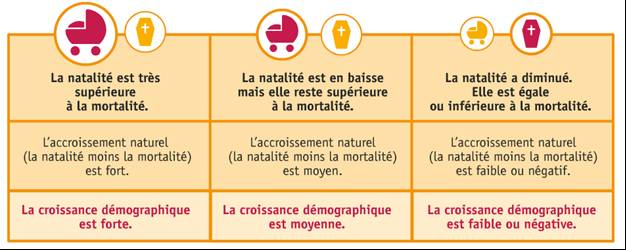 La natalité est très
supérieure
à la mortalité.
La natalité est en baisse
mais elle reste supérieure
à la mortalité.
La natalité a diminué.
Elle est égale
ou inférieure à la mortalité.
L'accroissement naturel
(la natalité moins la mortalité)
est fort.
L'accroissement naturel
(la natalité moins la mortalité)
est moyen.
L'accroissement naturel
(la natalité moins la mortalité)
est faible ou négatif.
La croissance démographique
est forte.
La croissance démographique
est moyenne.
La croissance démographique
est faible ou négative.